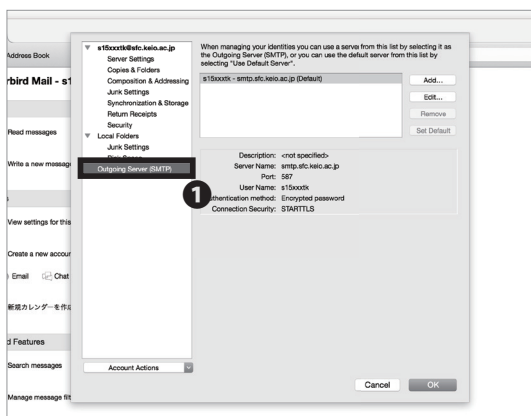 Address Book
rbird Mail - s1
Read messages
Write a new message
View settings for this
Create a new accour
Email
Chat
新規カレンダーを作成
d Features
Search messages
Manage message filt
s15xxxtk@sfc.keio.ac.jp
Server Settings
Copies & Folders
Composition & Addressing
Junk Settings
Synchronization & Storage
Return Receipts
Security
Local Folders
Junk Settings
Outgoing Server (SMTP)
Account Actions
When managing your identities you can use a server from this list by selecting it as
the Outgoing Server (SMTP), or you can use the default server from this list by
selecting "Use Default Server".
s15xxxtk - smtp.sfc.keio.ac.jp (Default)
Add...
Edit...
Remove
Set Default
Description: <not specified>
Server Name: smtp.sfc.keio.ac.jp
Port: 587
User Name: s15xxxtk
uthentication method: Encrypted password
Connection Security: STARTTLS
1
Cancel
OK